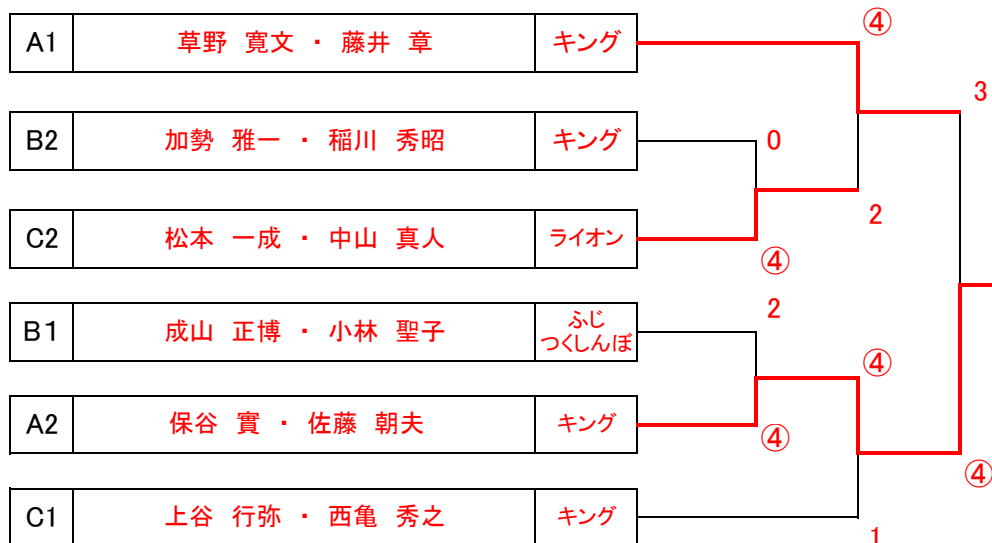 A1 草野 寛文 ・ 藤井 章 キング ④
3
B2 加勢 雅一 ・ 稲川 秀昭 キング 0
2
C2 松本 一成 ・ 中山 真人 ライオン ④
B1 成山 正博 ・ 小林 聖子 ふじ
つくしんぼ 2
④
A2 保谷 實 ・ 佐藤 朝夫 キング ④
④
C1 上谷 行弥 ・ 西亀 秀之 キング 1